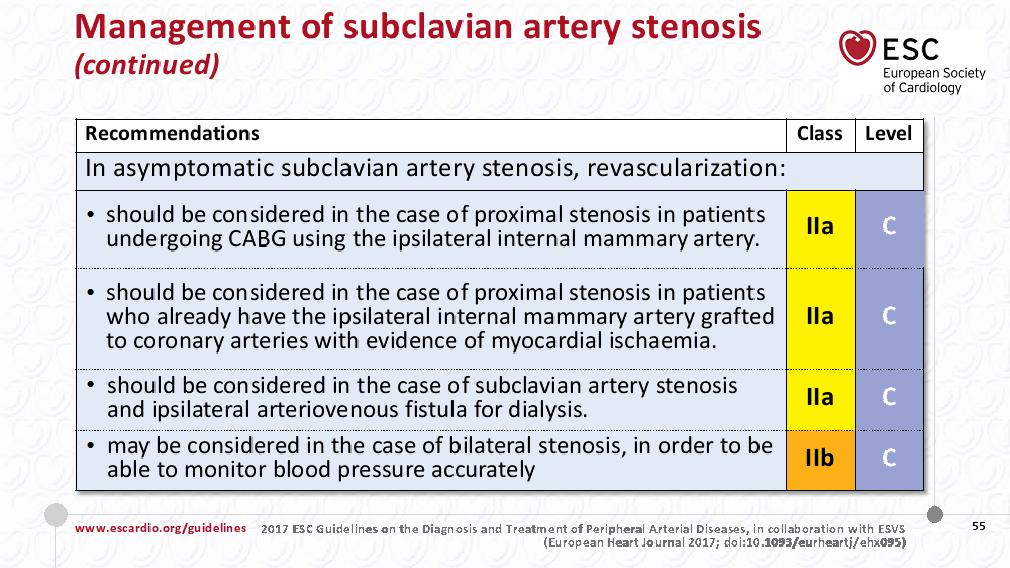 Management of subclavian artery stenosis
(continued)
ESC
European Society
of Cardiology
Recommendations Class Level
In asymptomatic subclavian artery stenosis, revascularization:
• should be considered in the case of proximal stenosis in patients
undergoing CABG using the ipsilateral internal mammary artery.
IIa C
• should be considered in the case of proximal stenosis in patients
who already have the ipsilateral internal mammary artery grafted
to coronary arteries with evidence of myocardial ischaemia.
IIa C
• should be considered in the case of subclavian artery stenosis
and ipsilateral arteriovenous fistula for dialysis.
IIa C
• may be considered in the case of bilateral stenosis, in order to be
able to monitor blood pressure accurately
IIb C
www.escardio.org/guidelines 2017 ESC Guidelines on the Diagnosis and Treatment of Peripheral Arterial Diseases, in collaboration with ESVS
(European Heart Journal 2017; doi:10.1093/eurheartj/ehx095)
55